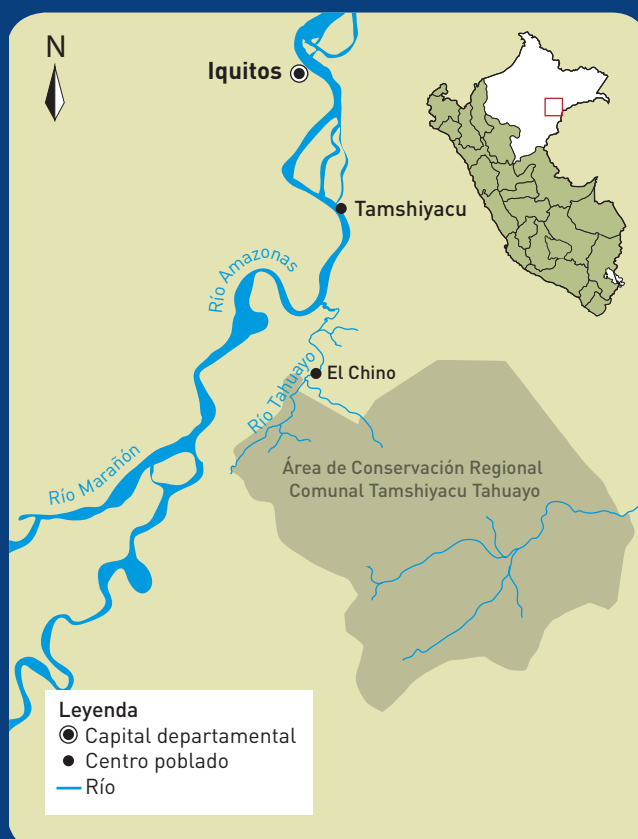 N
Iquitos
Tamshiyacu
Río Amazonas
El Chino
Río Tahuayo
Río Marañón
Área de Conservación Regional
Comunal Tamshiyacu Tahuayo
Leyenda
Capital departamental
Centro poblado
Río